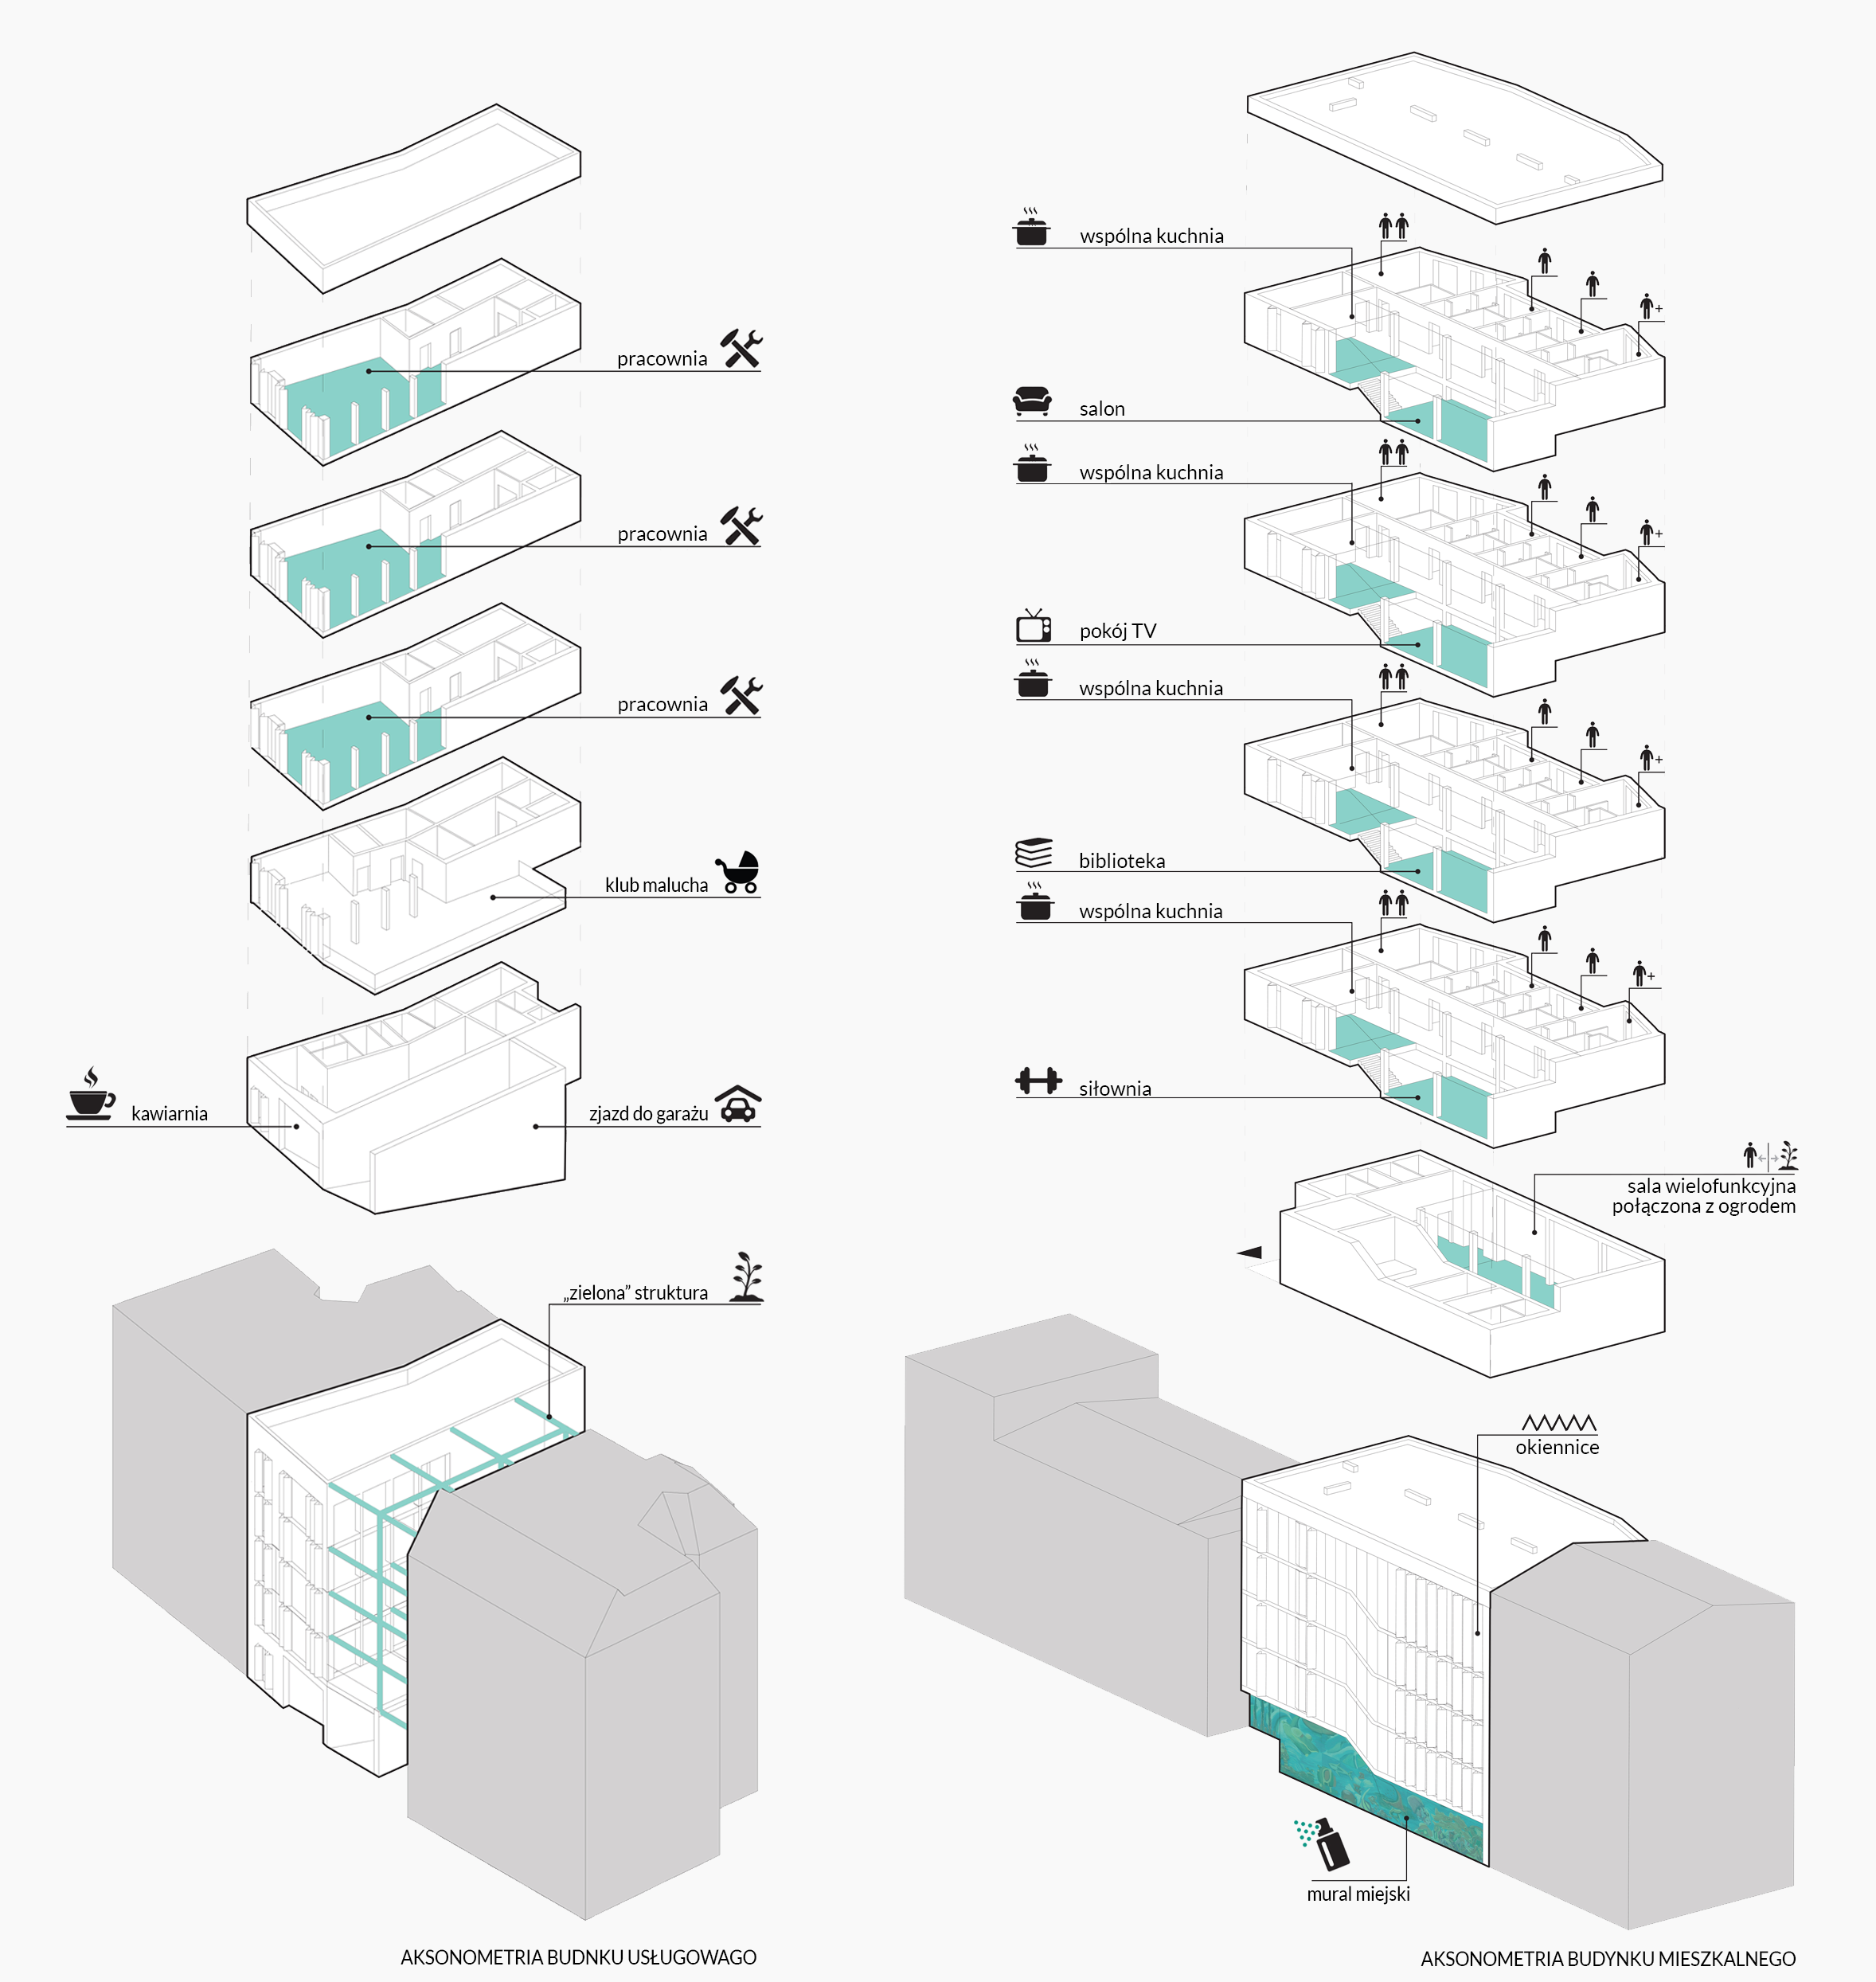 pracownia
pracownia
pracownia
klub malucha
kawiarnia
zjazd do garażu
„zielona” struktura
AKSONOMETRIA BUDNKU USŁUGOWAGO
wspólna kuchnia
+
salon
wspólna kuchnia
+
pokój TV
wspólna kuchnia
+
biblioteka
wspólna kuchnia
+
siłownia
sala wielofunkcyjna
połączona z ogrodem
okiennice
mural miejski
AKSONOMETRIA BUDYNKU MIESZKALNEGO